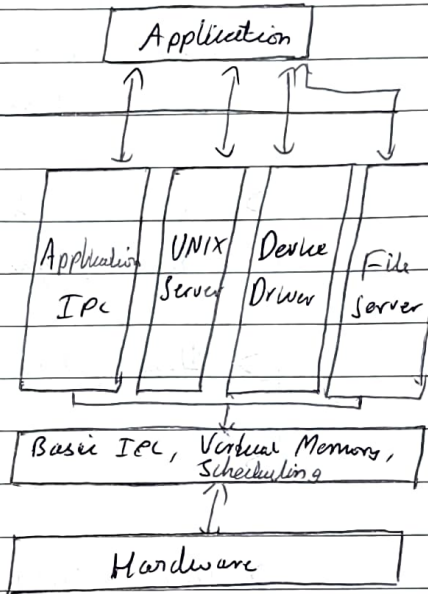 Application
Application
IPC
UNIX
Server
Device
Driver
File
Server
Basic IPC, Virtual Memory,
Scheduling
Hardware